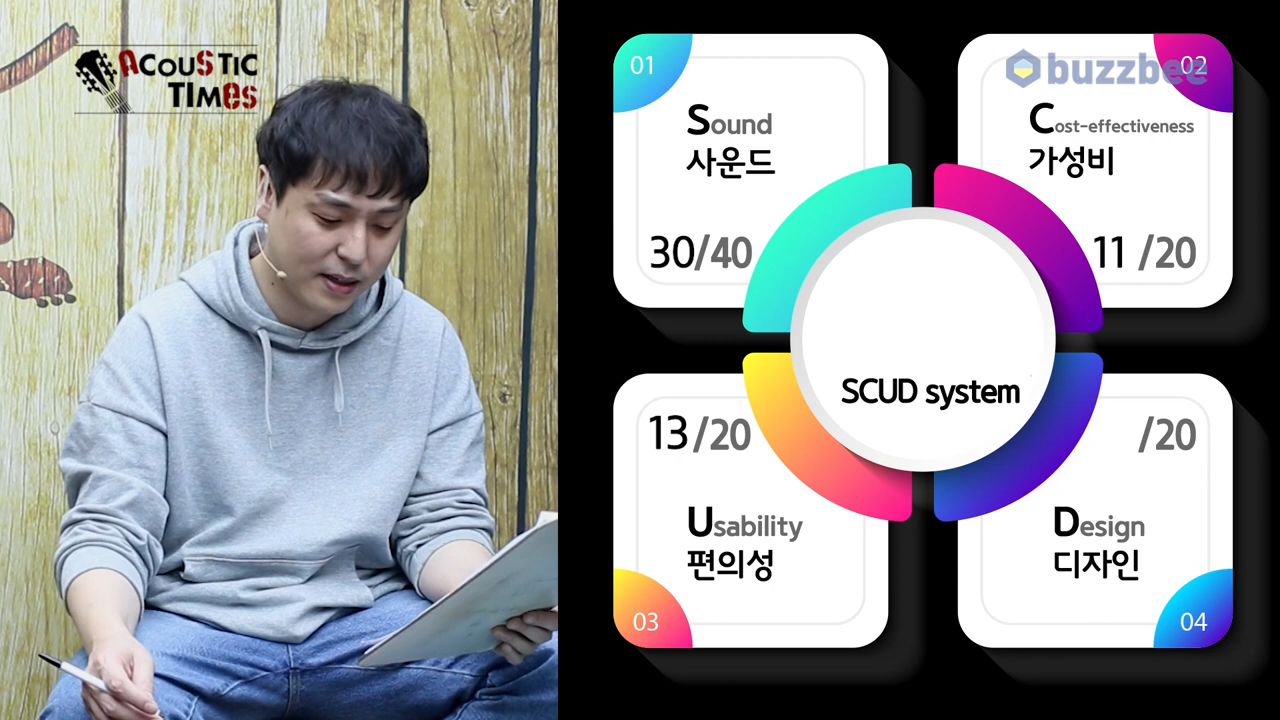 ACOUSTIC
TIMES
buzzbee
01
Sound
사운드
30/40
02
Cost-effectiveness
가성비
11 /20
SCUD system
13/20
Usability
편의성
03
/20
Design
디자인
04